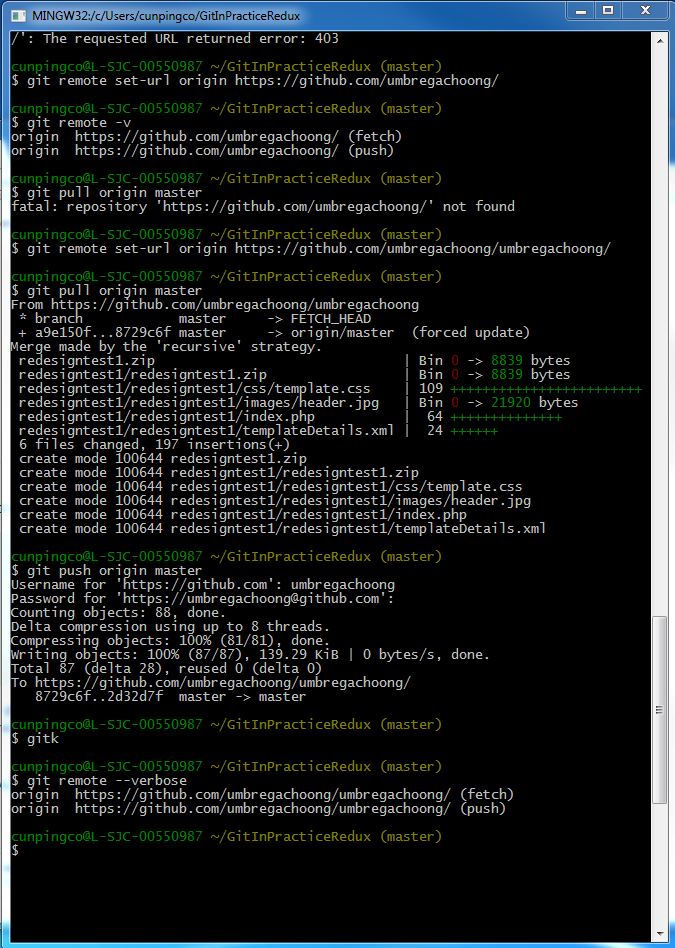 MINGW32:/c/Users/cunpingco/GitInPracticeRedux
/': The requested URL returned error: 403
cunpingco@L-SJC-00550987 ~/GitInPracticeRedux (master)
$ git remote set-url origin https://github.com/umbregachoong/
cunpingco@L-SJC-00550987 ~/GitInPracticeRedux (master)
$ git remote -v
origin  https://github.com/umbregachoong/ (fetch)
origin  https://github.com/umbregachoong/ (push)
cunpingco@L-SJC-00550987 ~/GitInPracticeRedux (master)
$ git pull origin master
fatal: repository 'https://github.com/umbregachoong/' not found
cunpingco@L-SJC-00550987 ~/GitInPracticeRedux (master)
$ git remote set-url origin https://github.com/umbregachoong/umbregachoong/
cunpingco@L-SJC-00550987 ~/GitInPracticeRedux (master)
$ git pull origin master
From https://github.com/umbregachoong/umbregachoong
 * branch            master     -> FETCH_HEAD
 + a9e150f...8729c6f master     -> origin/master  (forced update)
Merge made by the 'recursive' strategy.
 redesigntest1.zip                              | Bin 0 -> 8839 bytes
 redesigntest1/redesigntest1.zip                | Bin 0 -> 8839 bytes
 redesigntest1/redesigntest1/css/template.css    | 109 ++++++++++++++++++++++++
 redesigntest1/redesigntest1/images/header.jpg   | Bin 0 -> 21920 bytes
 redesigntest1/redesigntest1/index.php           |  64 ++++++++++++++
 redesigntest1/redesigntest1/templateDetails.xml |  24 ++++++
 6 files changed, 197 insertions(+)
 create mode 100644 redesigntest1.zip
 create mode 100644 redesigntest1/redesigntest1.zip
 create mode 100644 redesigntest1/redesigntest1/css/template.css
 create mode 100644 redesigntest1/redesigntest1/images/header.jpg
 create mode 100644 redesigntest1/redesigntest1/index.php
 create mode 100644 redesigntest1/redesigntest1/templateDetails.xml
cunpingco@L-SJC-00550987 ~/GitInPracticeRedux (master)
$ git push origin master
Username for 'https://github.com': umbregachoong
Password for 'https://umbregachoong@github.com':
Counting objects: 88, done.
Delta compression using up to 8 threads.
Compressing objects: 100% (81/81), done.
Writing objects: 100% (87/87), 139.29 KiB | 0 bytes/s, done.
Total 87 (delta 28), reused 0 (delta 0)
To https://github.com/umbregachoong/umbregachoong/
   8729c6f..2d32d7f  master -> master
cunpingco@L-SJC-00550987 ~/GitInPracticeRedux (master)
$ gitk
cunpingco@L-SJC-00550987 ~/GitInPracticeRedux (master)
$ git remote --verbose
origin  https://github.com/umbregachoong/umbregachoong/ (fetch)
origin  https://github.com/umbregachoong/umbregachoong/ (push)
cunpingco@L-SJC-00550987 ~/GitInPracticeRedux (master)
$